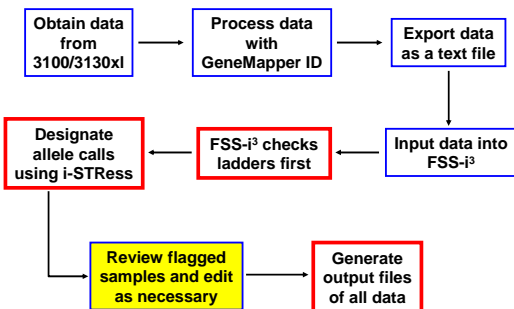 Obtain data
from
3100/3130xl
Process data
with
GeneMapper ID
Export data
as a text file
Input data into
FSS-i³
FSS-i³ checks
ladders first
Designate
allele calls
using i-STRess
Review flagged
samples and edit
as necessary
Generate
output files
of all data